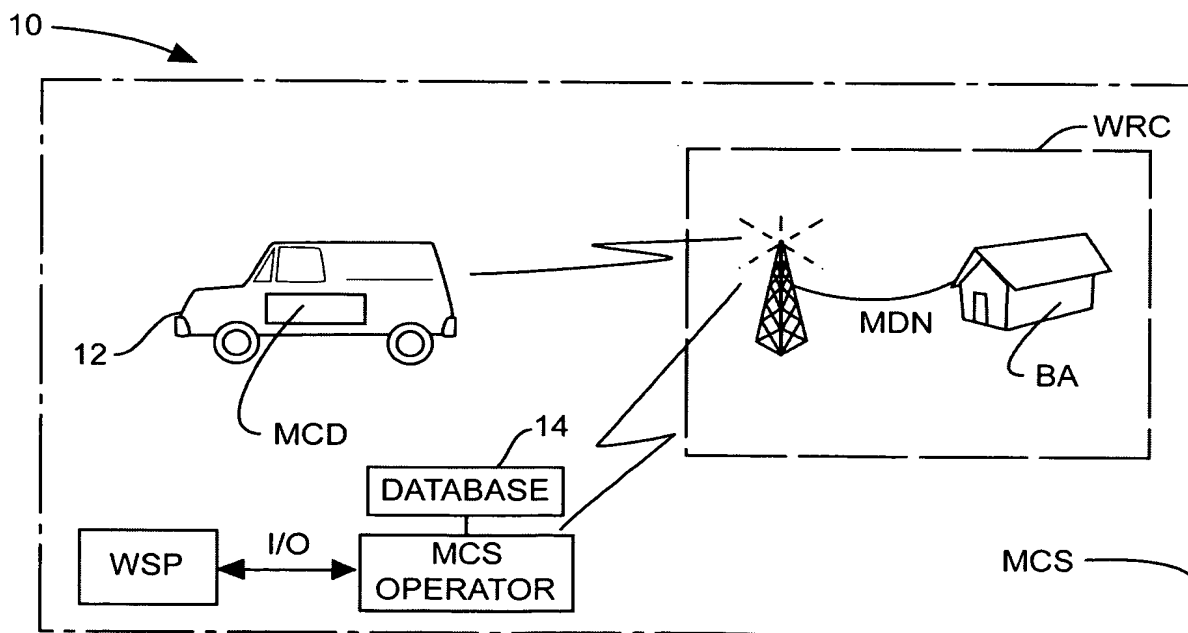 10
WRC
MDN
BA
12
MCD
14
DATABASE
WSP
I/O
MCS
OPERATOR
MCS